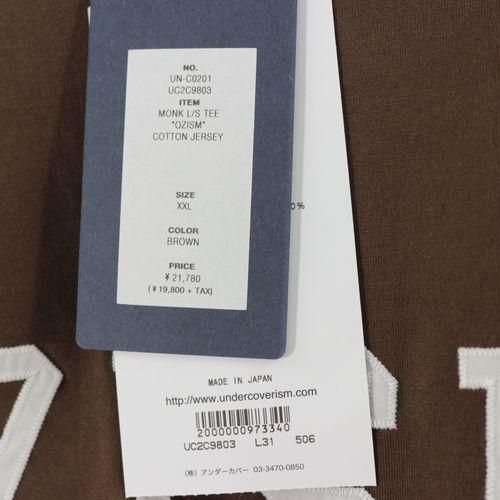 NO.
UN-C0201
UC2C9803
ITEM
MONK L/S TEE
"OZISM"
COTTON JERSEY
SIZE
XXL
COLOR
BROWN
PRICE
¥21,780
(¥19,800 + TAX)
0%
MADE IN JAPAN
http://www.undercoverism.com
2000000973340
UC2C9803 L31 506
(株) アンダーカバー 03-3470-0850